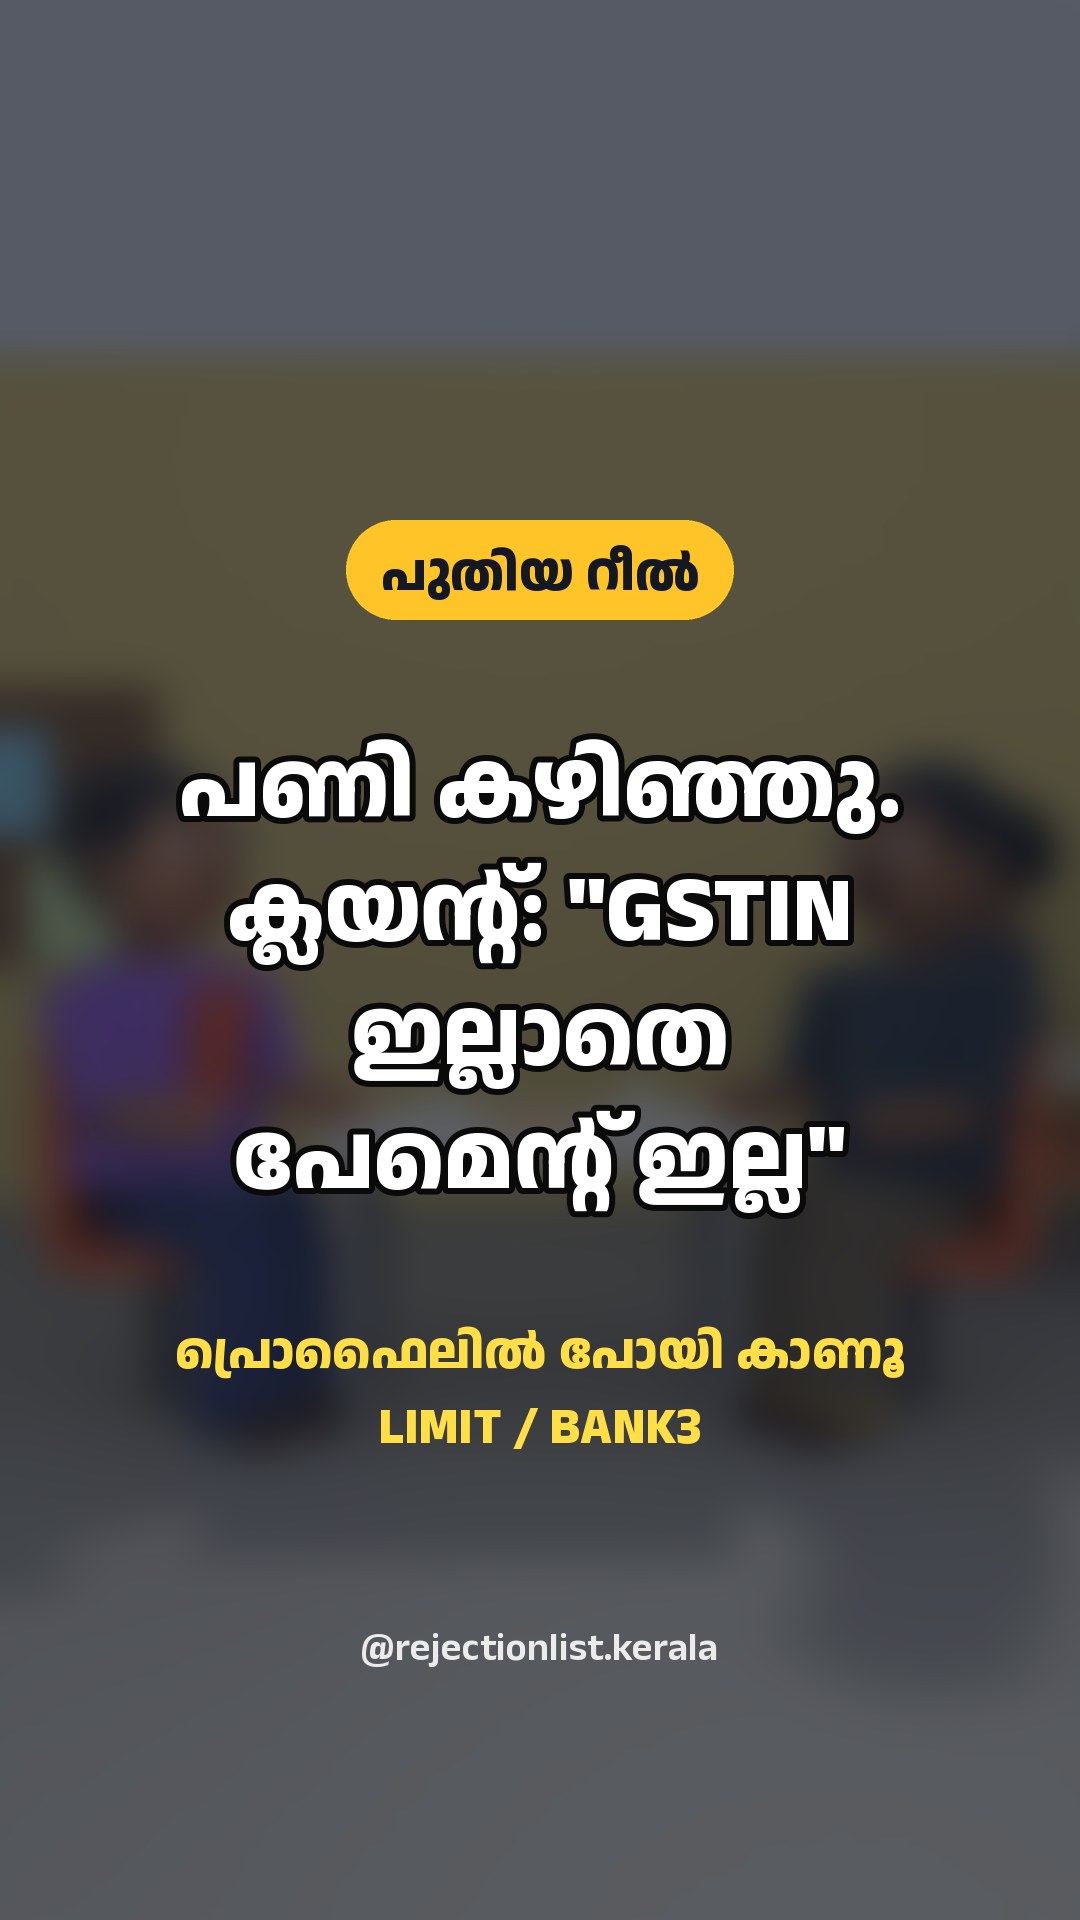 പുതിയ റീൽ
പണി കഴിഞ്ഞു.
ക്ലയന്റ്: "GSTIN
ഇല്ലാതെ
പേമെന്റ് ഇല്ല"
പ്രൊഫൈലിൽ പോയി കാണൂ
LIMIT / BANK3
@rejectionlist.kerala